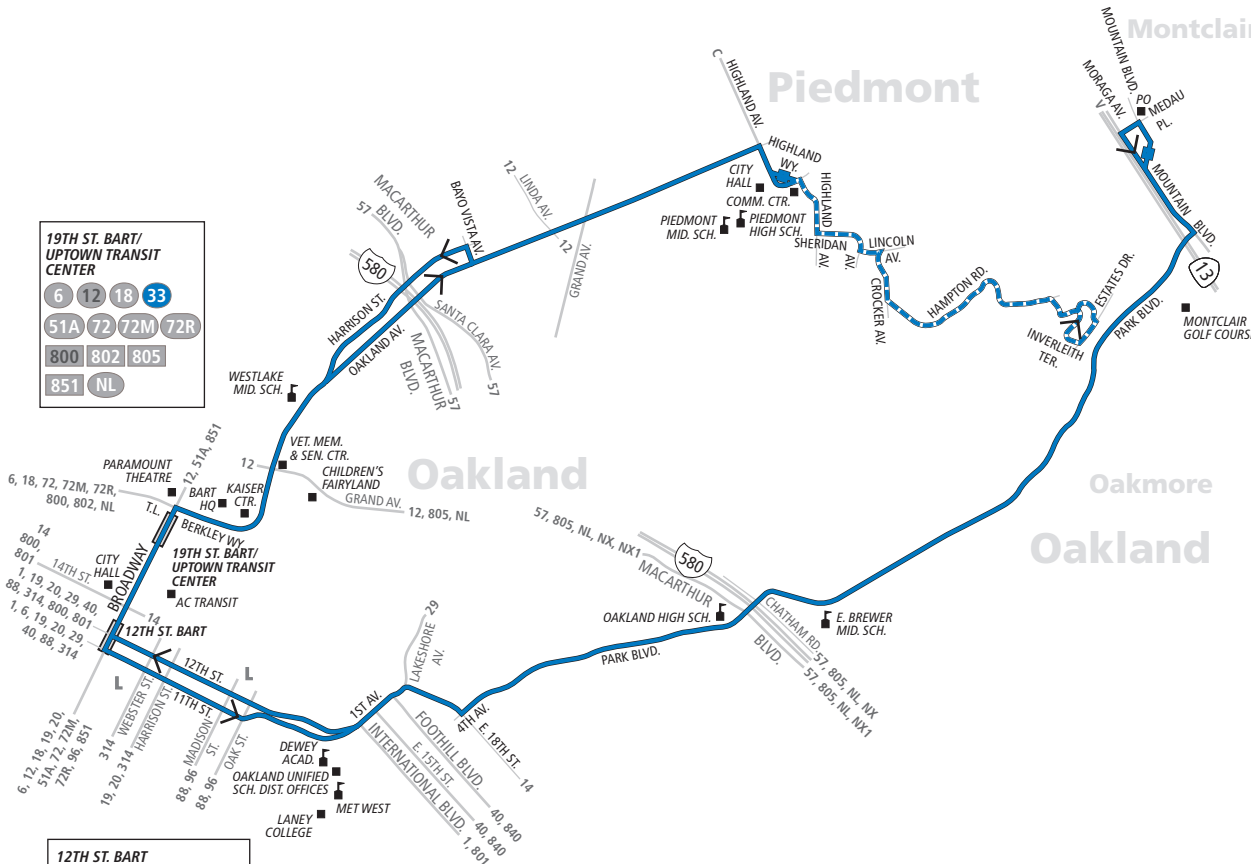 Montclair
MOUNTAIN BLVD.
MORAGA AV.
V
PO
MEDAU
PL.
MOUNTAIN BLVD.
13
MONTCLAIR
GOLF COURSE
Piedmont
C
HIGHLAND AV.
HIGHLAND
WY.
CITY
HALL
COMM. CTR.
HIGHLAND
AV.
PIEDMONT
MID. SCH.
PIEDMONT
HIGH SCH.
SHERIDAN
AV.
LINCOLN
AV.
CROCKER AV.
HAMPTON RD.
ESTATES DR.
INVERLEITH
TER.
PARK BLVD.
12
LINDA AV.
12
GRAND AV.
BAYO VISTA AV.
MACARTHUR
BLVD.
57
580
HARRISON ST.
OAKLAND AV.
SANTA CLARA AV.
57
MACARTHUR
BLVD.
57
19TH ST. BART/
UPTOWN TRANSIT
CENTER
6 12 18 33
51A 72 72M 72R
800 802 805
851 NL
WESTLAKE
MID. SCH.
VET. MEM.
& SEN. CTR.
CHILDREN'S
FAIRYLAND
12
GRAND AV.
12, 805, NL
Oakland
12, 51A, 851
PARAMOUNT
THEATRE
BART
HQ
KAISER
CTR.
6, 18, 72, 72M, 72R,
800, 802, NL
T.L.
BERKLEY WY.
19TH ST. BART/
UPTOWN TRANSIT
CENTER
AC TRANSIT
BROADWAY
CITY
HALL
14
800,
801
14TH ST.
14
1, 19, 20, 29, 40,
88, 314, 800, 801
1, 6, 19, 20, 29,
40, 88, 314
12TH ST. BART
6, 12, 18, 19, 20,
51A, 72, 72M,
72R, 96, 851
L
12TH ST.
11TH ST.
L
314
WEBSTER ST.
19, 20, 314
HARRISON ST.
88, 96
MADISON
ST.
88, 96
OAK ST.
DEWEY
ACAD.
OAKLAND UNIFIED
SCH. DIST. OFFICES
MET WEST
LANEY
COLLEGE
1ST AV.
LAKESHORE
AV.
29
INTERNATIONAL BLVD.
1, 801
E. 15TH ST.
40, 840
FOOTHILL BLVD.
40, 840
4TH AV.
E. 18TH ST.
14
PARK BLVD.
OAKLAND HIGH SCH.
57, 805, NL, NX, NX1
580
MACARTHUR
BLVD.
CHATHAM RD.
57, 805, NL, NX
57, 805, NL, NX1
E. BREWER
MID. SCH.
Oakmore
Oakland
12TH ST. BART